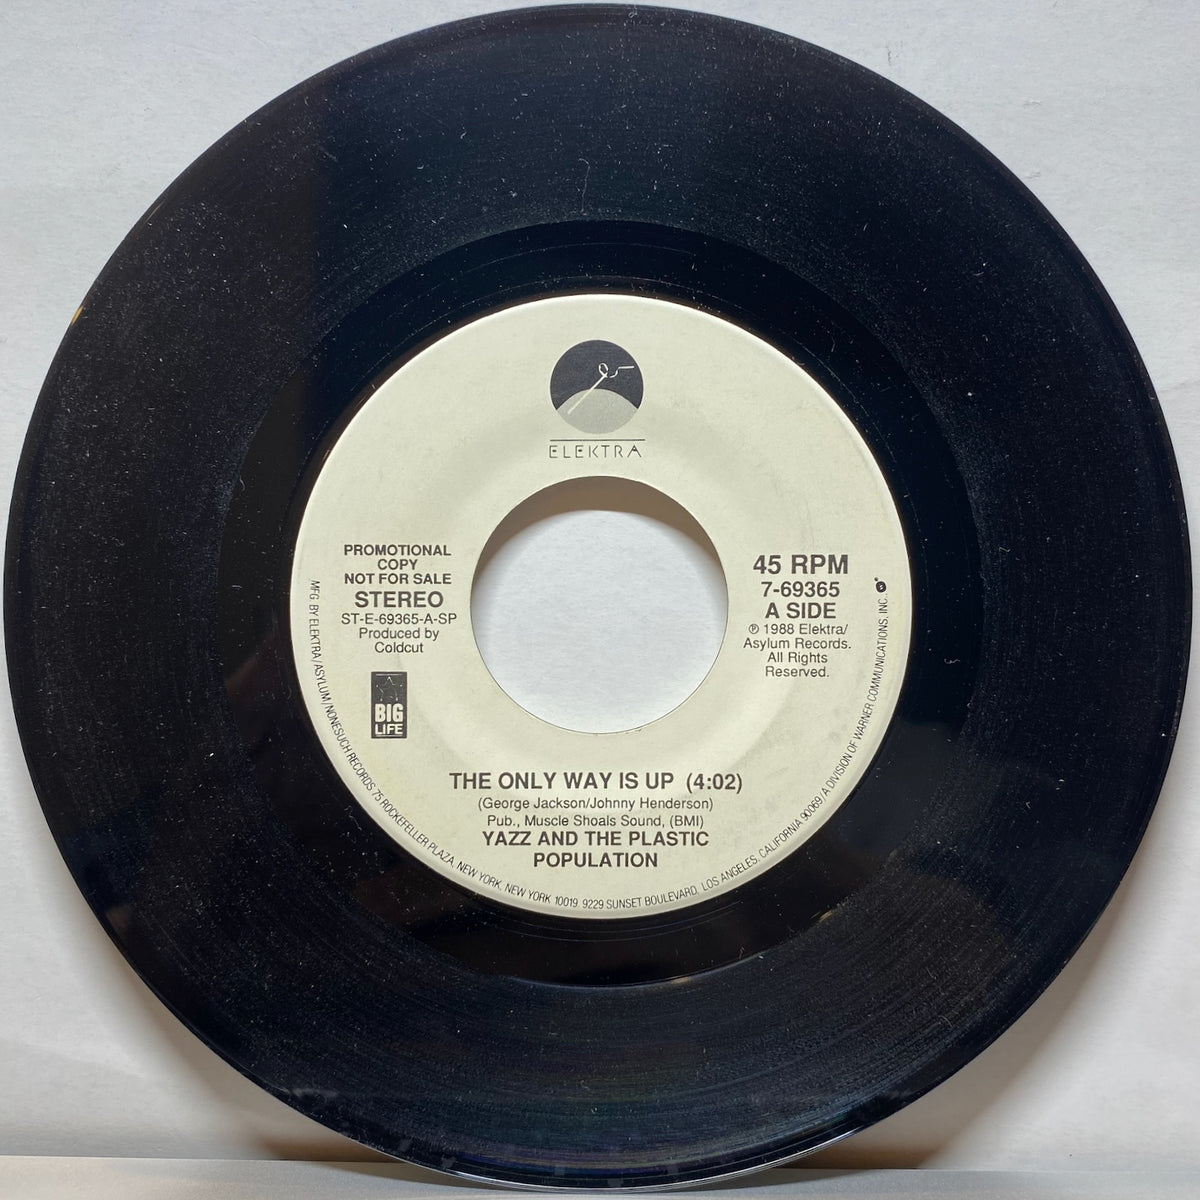 ELEKTRA
PROMOTIONAL
COPY
NOT FOR SALE
STEREO
ST-E-69365-A-SP
Produced by
Coldcut
BIG
LIFE
45 RPM
7-69365
A SIDE
℗ 1988 Elektra/
Asylum Records.
All Rights
Reserved.
THE ONLY WAY IS UP (4:02)
(George Jackson/Johnny Henderson)
Pub., Muscle Shoals Sound, (BMI)
YAZZ AND THE PLASTIC
POPULATION
MFG. BY ELEKTRA/ASYLUM/NONESUCH RECORDS 75 ROCKEFELLER PLAZA, NEW YORK, NEW YORK 10019. 9229 SUNSET BOULEVARD, LOS ANGELES, CALIFORNIA 90069/A DIVISION OF WARNER COMMUNICATIONS, INC.